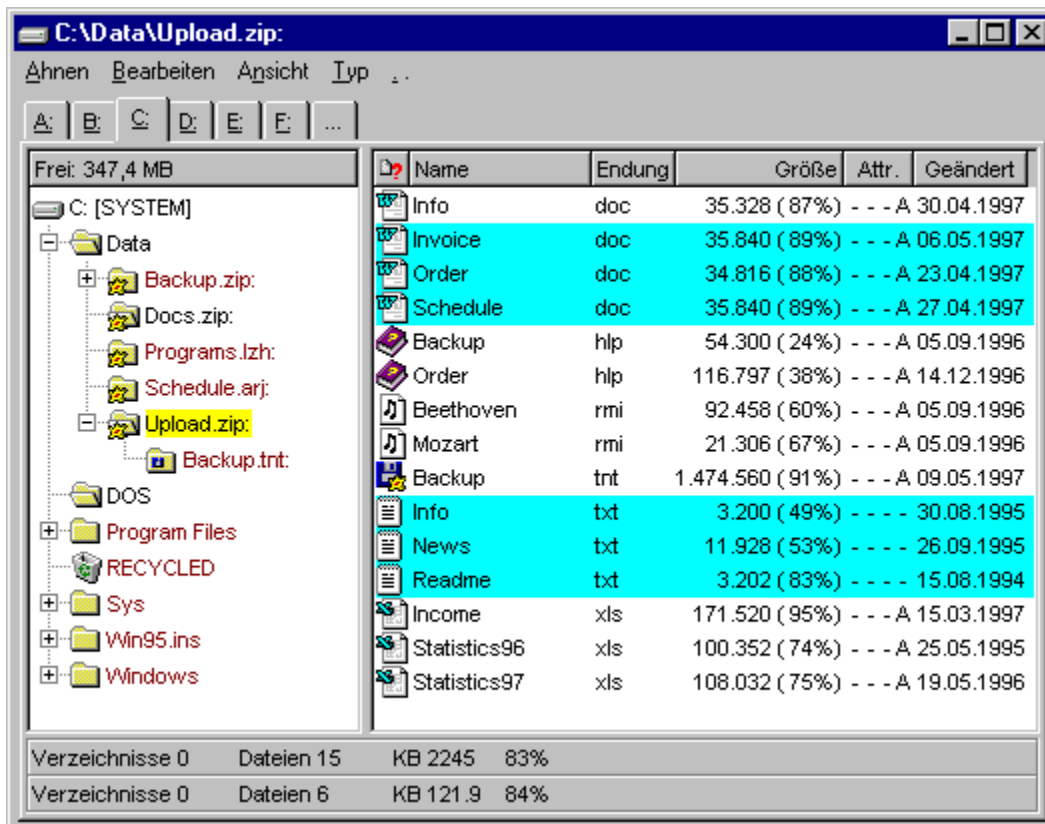 C:\Data\Upload.zip:
Ahnen Bearbeiten Ansicht Typ . .
A: B: C: D: E: F: ...
Frei: 347,4 MB
C: [SYSTEM]
Data
Backup.zip:
Docs.zip:
Programs.lzh:
Schedule.arj:
Upload.zip:
Backup.tnt:
DOS
Program Files
RECYCLED
Sys
Win95.ins
Windows
Name Endung Größe Attr. Geändert
Info doc 35.328 (87%) - - - A 30.04.1997
Invoice doc 35.840 (89%) - - - A 06.05.1997
Order doc 34.816 (88%) - - - A 23.04.1997
Schedule doc 35.840 (89%) - - - A 27.04.1997
Backup hlp 54.300 (24%) - - - A 05.09.1996
Order hlp 116.797 (38%) - - - A 14.12.1996
Beethoven rmi 92.458 (60%) - - - A 05.09.1996
Mozart rmi 21.306 (67%) - - - A 05.09.1996
Backup tnt 1.474.560 (91%) - - - A 09.05.1997
Info txt 3.200 (49%) - - - - 30.08.1995
News txt 11.928 (53%) - - - - 26.09.1995
Readme txt 3.202 (83%) - - - - 15.08.1994
Income xls 171.520 (95%) - - - A 15.03.1997
Statistics96 xls 100.352 (74%) - - - A 25.05.1995
Statistics97 xls 108.032 (75%) - - - A 19.05.1996
Verzeichnisse 0 Dateien 15 KB 2245 83%
Verzeichnisse 0 Dateien 6 KB 121.9 84%